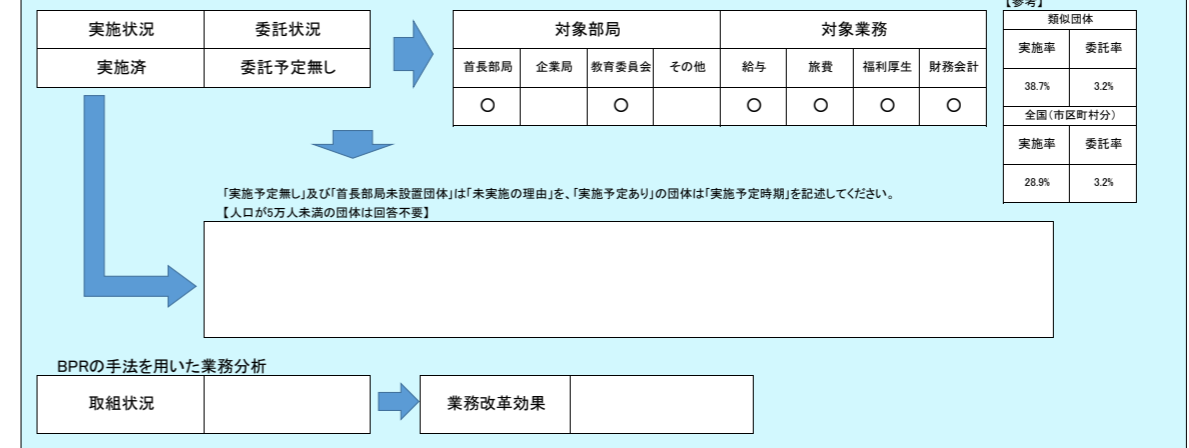 【参考】
実施状況 委託状況 対象部局 対象業務 類似団体
実施済 委託予定無し 首長部局 企業局 教育委員会 その他 給与 旅費 福利厚生 財務会計 実施率 委託率
○ ○ ○ ○ ○ ○ 38.7% 3.2%
全国(市区町村分)
実施率 委託率
28.9% 3.2%
「実施予定無し」及び「首長部局未設置団体」は「未実施の理由」を、「実施予定あり」の団体は「実施予定時期」を記述してください。
【人口が5万人未満の団体は回答不要】
BPRの手法を用いた業務分析
取組状況 業務改革効果